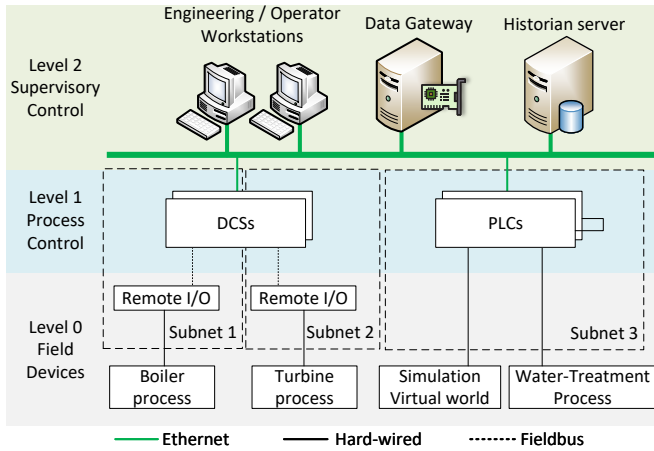 Engineering / Operator
Workstations
Data Gateway
Historian server
Level 2
Supervisory
Control
Level 1
Process
Control
DCSs
PLCs
Remote I/O
Remote I/O
Level 0
Field
Devices
Subnet 1
Subnet 2
Subnet 3
Boiler
process
Turbine
process
Simulation
Virtual world
Water-Treatment
Process
Ethernet
Hard-wired
Fieldbus